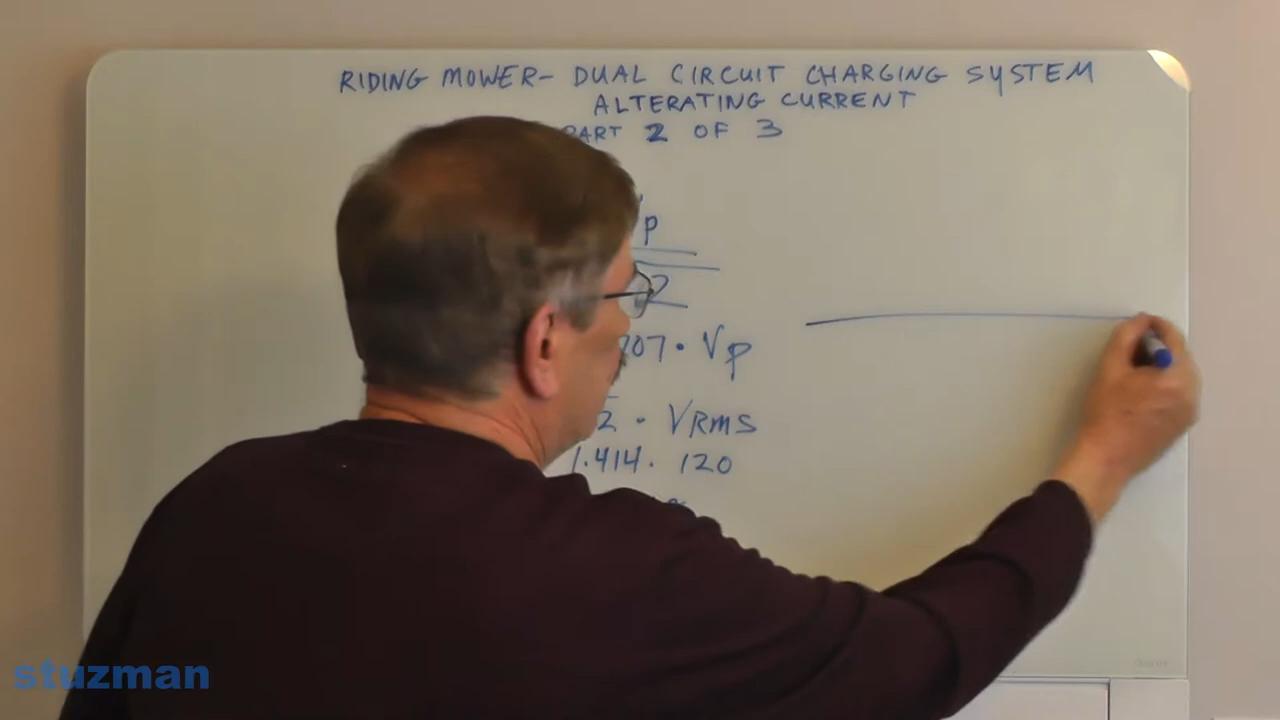 RIDING MOWER- DUAL CIRCUIT CHARGING SYSTEM
ALTERATING CURRENT
PART 2 OF 3
p
2
707 · Vp
2 · VRMS
1.414 · 120
stuzman